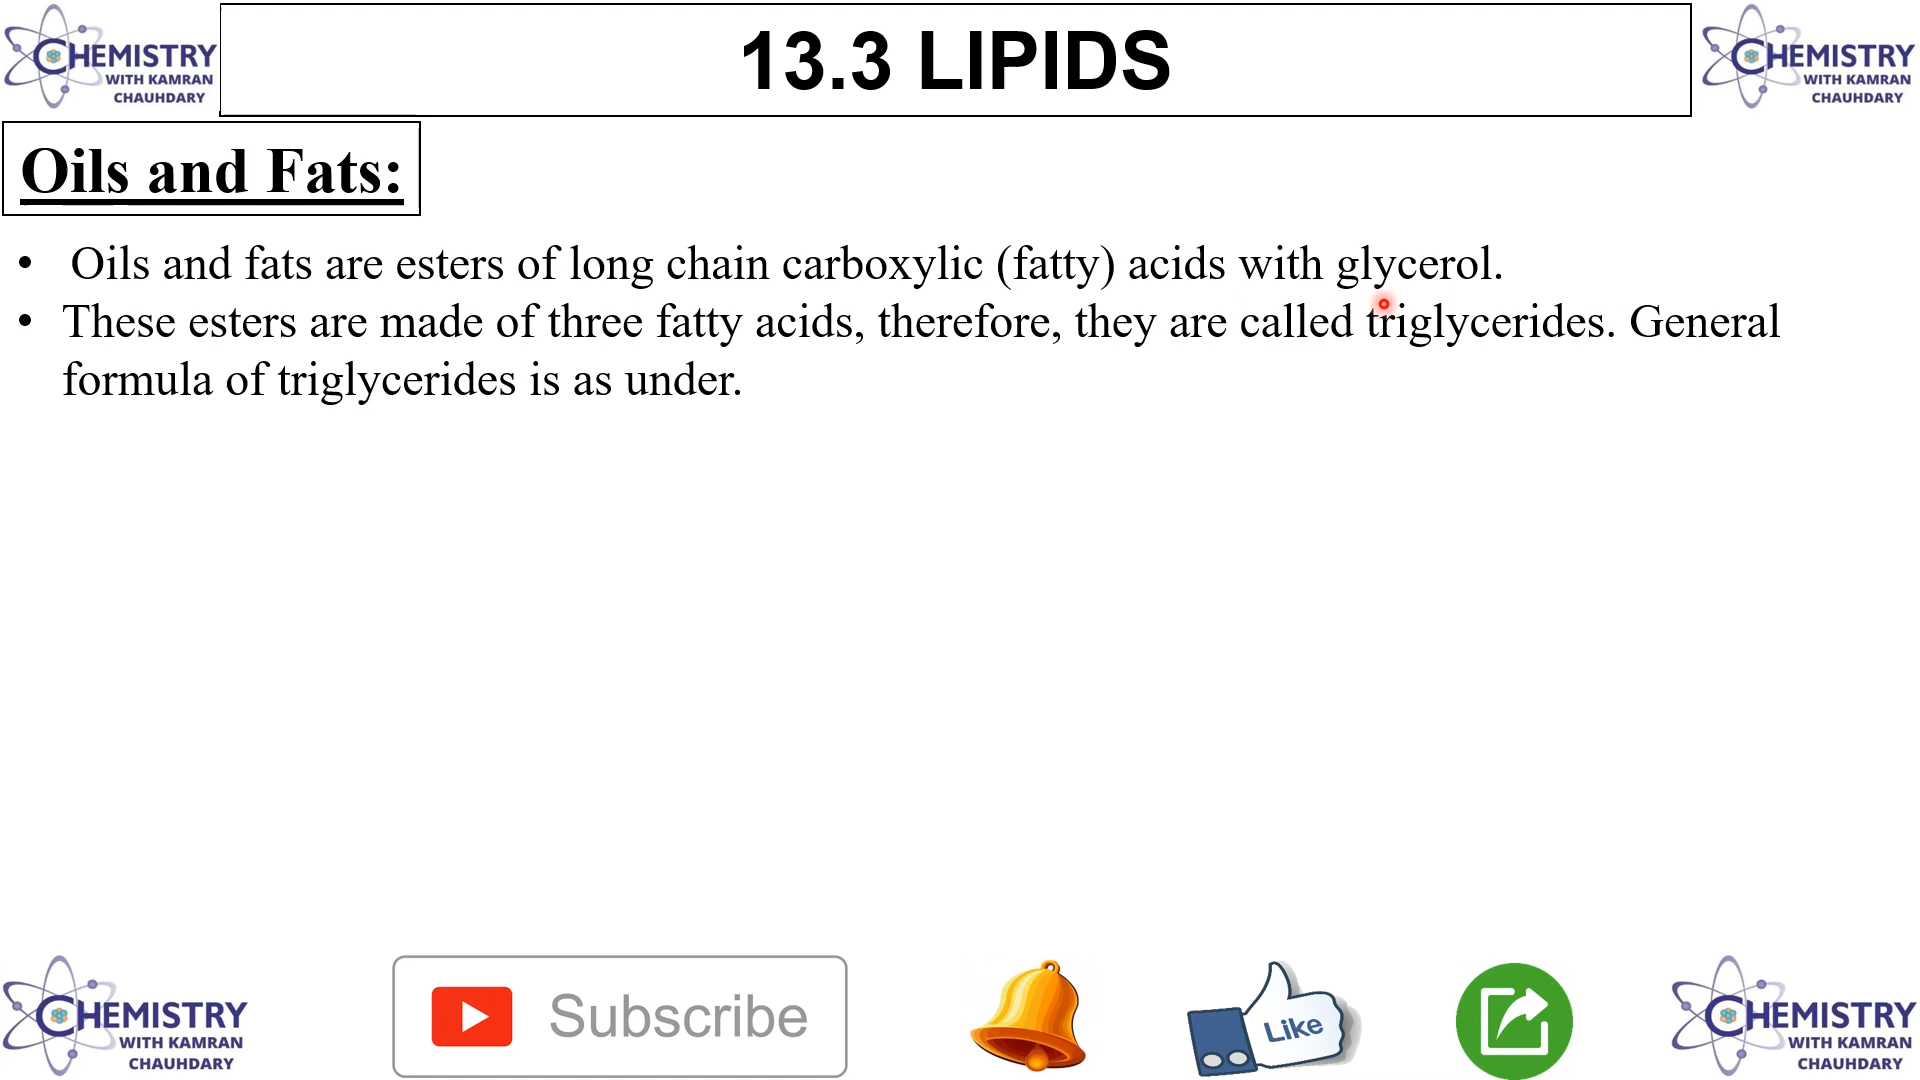 CHEMISTRY
WITH KAMRAN
CHAUHDARY
13.3 LIPIDS
CHEMISTRY
WITH KAMRAN
CHAUHDARY
Oils and Fats:
• Oils and fats are esters of long chain carboxylic (fatty) acids with glycerol.
• These esters are made of three fatty acids, therefore, they are called triglycerides. General
formula of triglycerides is as under.
CHEMISTRY
WITH KAMRAN
CHAUHDARY
Subscribe
Like
CHEMISTRY
WITH KAMRAN
CHAUHDARY